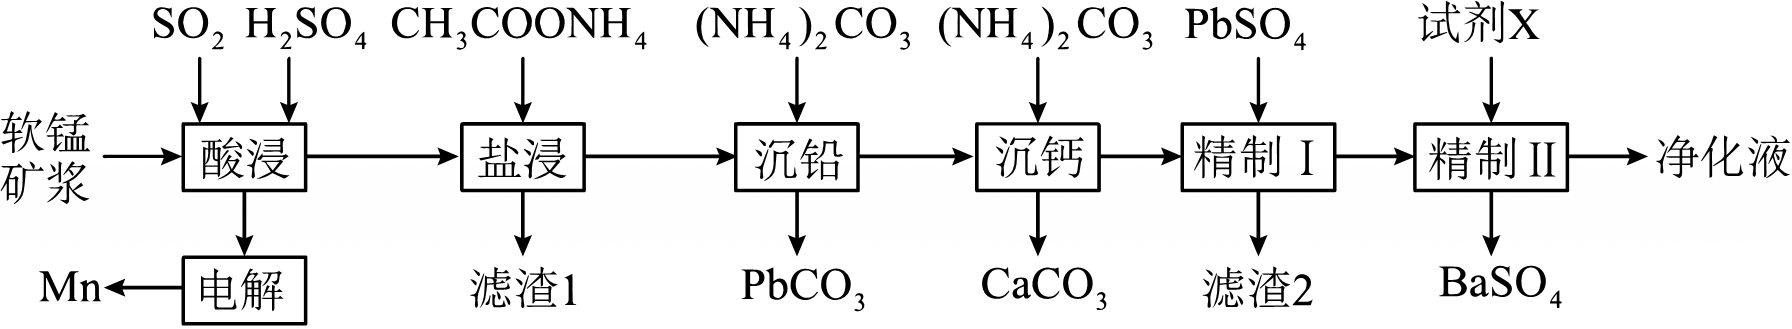 SO₂ H₂SO₄ CH₃COONH₄ (NH₄)₂CO₃ (NH₄)₂CO₃ PbSO₄ 试剂X
软锰
矿浆
酸浸 盐浸 沉铅 沉钙 精制Ⅰ 精制Ⅱ 净化液
Mn 电解 滤渣1 PbCO₃ CaCO₃ 滤渣2 BaSO₄